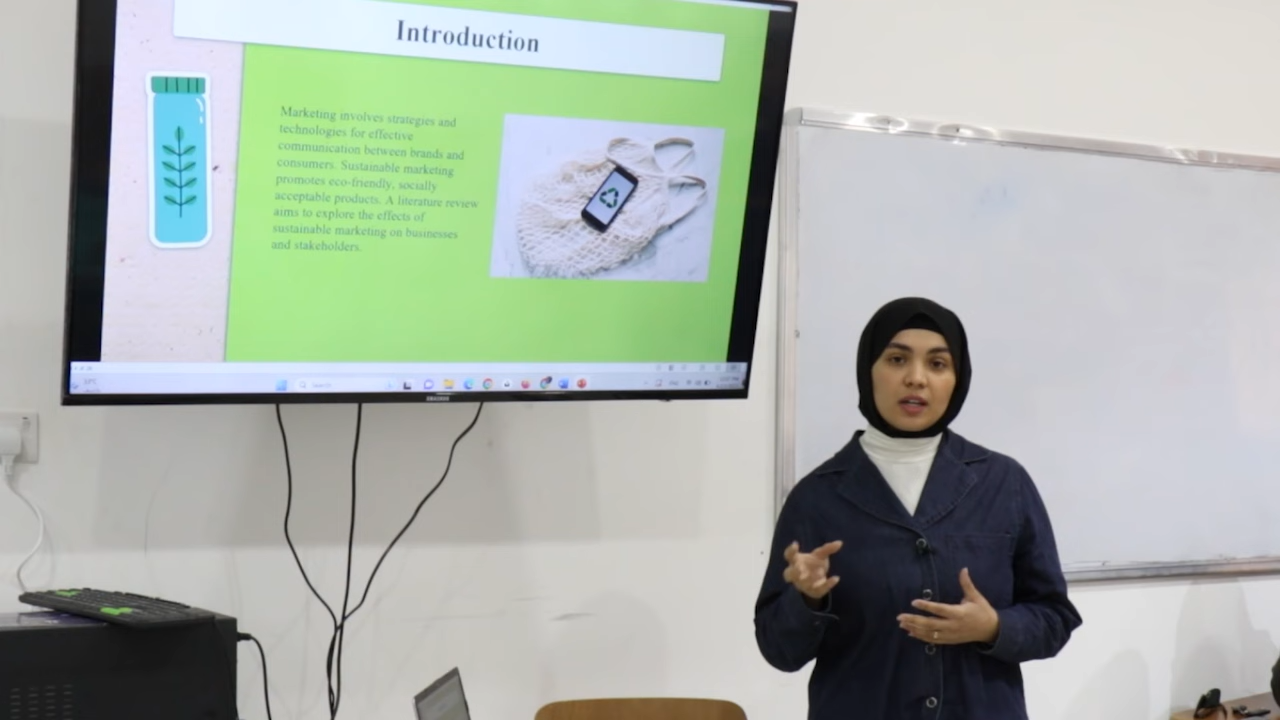 Introduction
Marketing involves strategies and
technologies for effective
communication between brands and
consumers. Sustainable marketing
promotes eco-friendly, socially
acceptable products. A literature review
aims to explore the effects of
sustainable marketing on businesses
and stakeholders.
Search